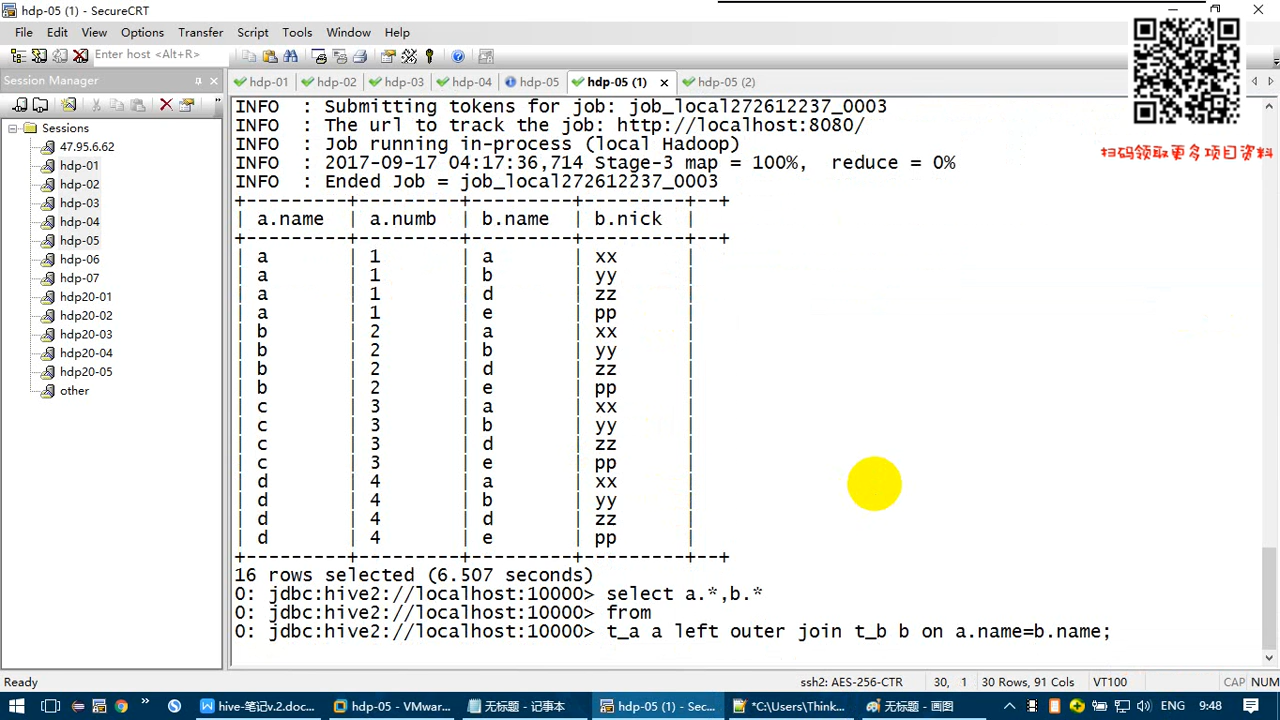 hdp-05 (1) - SecureCRT
File Edit View Options Transfer Script Tools Window Help
Enter host <Alt+R>
Session Manager
hdp-01 hdp-02 hdp-03 hdp-04 hdp-05 hdp-05 (1) hdp-05 (2)
Sessions
47.95.6.62
hdp-01
hdp-02
hdp-03
hdp-04
hdp-05
hdp-06
hdp-07
hdp20-01
hdp20-02
hdp20-03
hdp20-04
hdp20-05
other
扫码领取更多项目资料
INFO : Submitting tokens for job: job_local272612237_0003
INFO : The url to track the job: http://localhost:8080/
INFO : Job running in-process (local Hadoop)
INFO : 2017-09-17 04:17:36,714 Stage-3 map = 100%, reduce = 0%
INFO : Ended Job = job_local272612237_0003
+---------+---------+---------+---------+--+
| a.name | a.numb | b.name | b.nick |
+---------+---------+---------+---------+--+
| a | 1 | a | xx |
| a | 1 | b | yy |
| a | 1 | d | zz |
| a | 1 | e | pp |
| b | 2 | a | xx |
| b | 2 | b | yy |
| b | 2 | d | zz |
| b | 2 | e | pp |
| c | 3 | a | xx |
| c | 3 | b | yy |
| c | 3 | d | zz |
| c | 3 | e | pp |
| d | 4 | a | xx |
| d | 4 | b | yy |
| d | 4 | d | zz |
| d | 4 | e | pp |
+---------+---------+---------+---------+--+
16 rows selected (6.507 seconds)
0: jdbc:hive2://localhost:10000> select a.*,b.*
0: jdbc:hive2://localhost:10000> from
0: jdbc:hive2://localhost:10000> t_a a left outer join t_b b on a.name=b.name;
Ready ssh2: AES-256-CTR 30, 1 30 Rows, 91 Cols VT100 CAP NUM
hive-笔记v.2.doc... hdp-05 - VMwar... 无标题 - 记事本 hdp-05 (1) - Sec... *C:\Users\Think... 无标题 - 画图 ENG 9:48